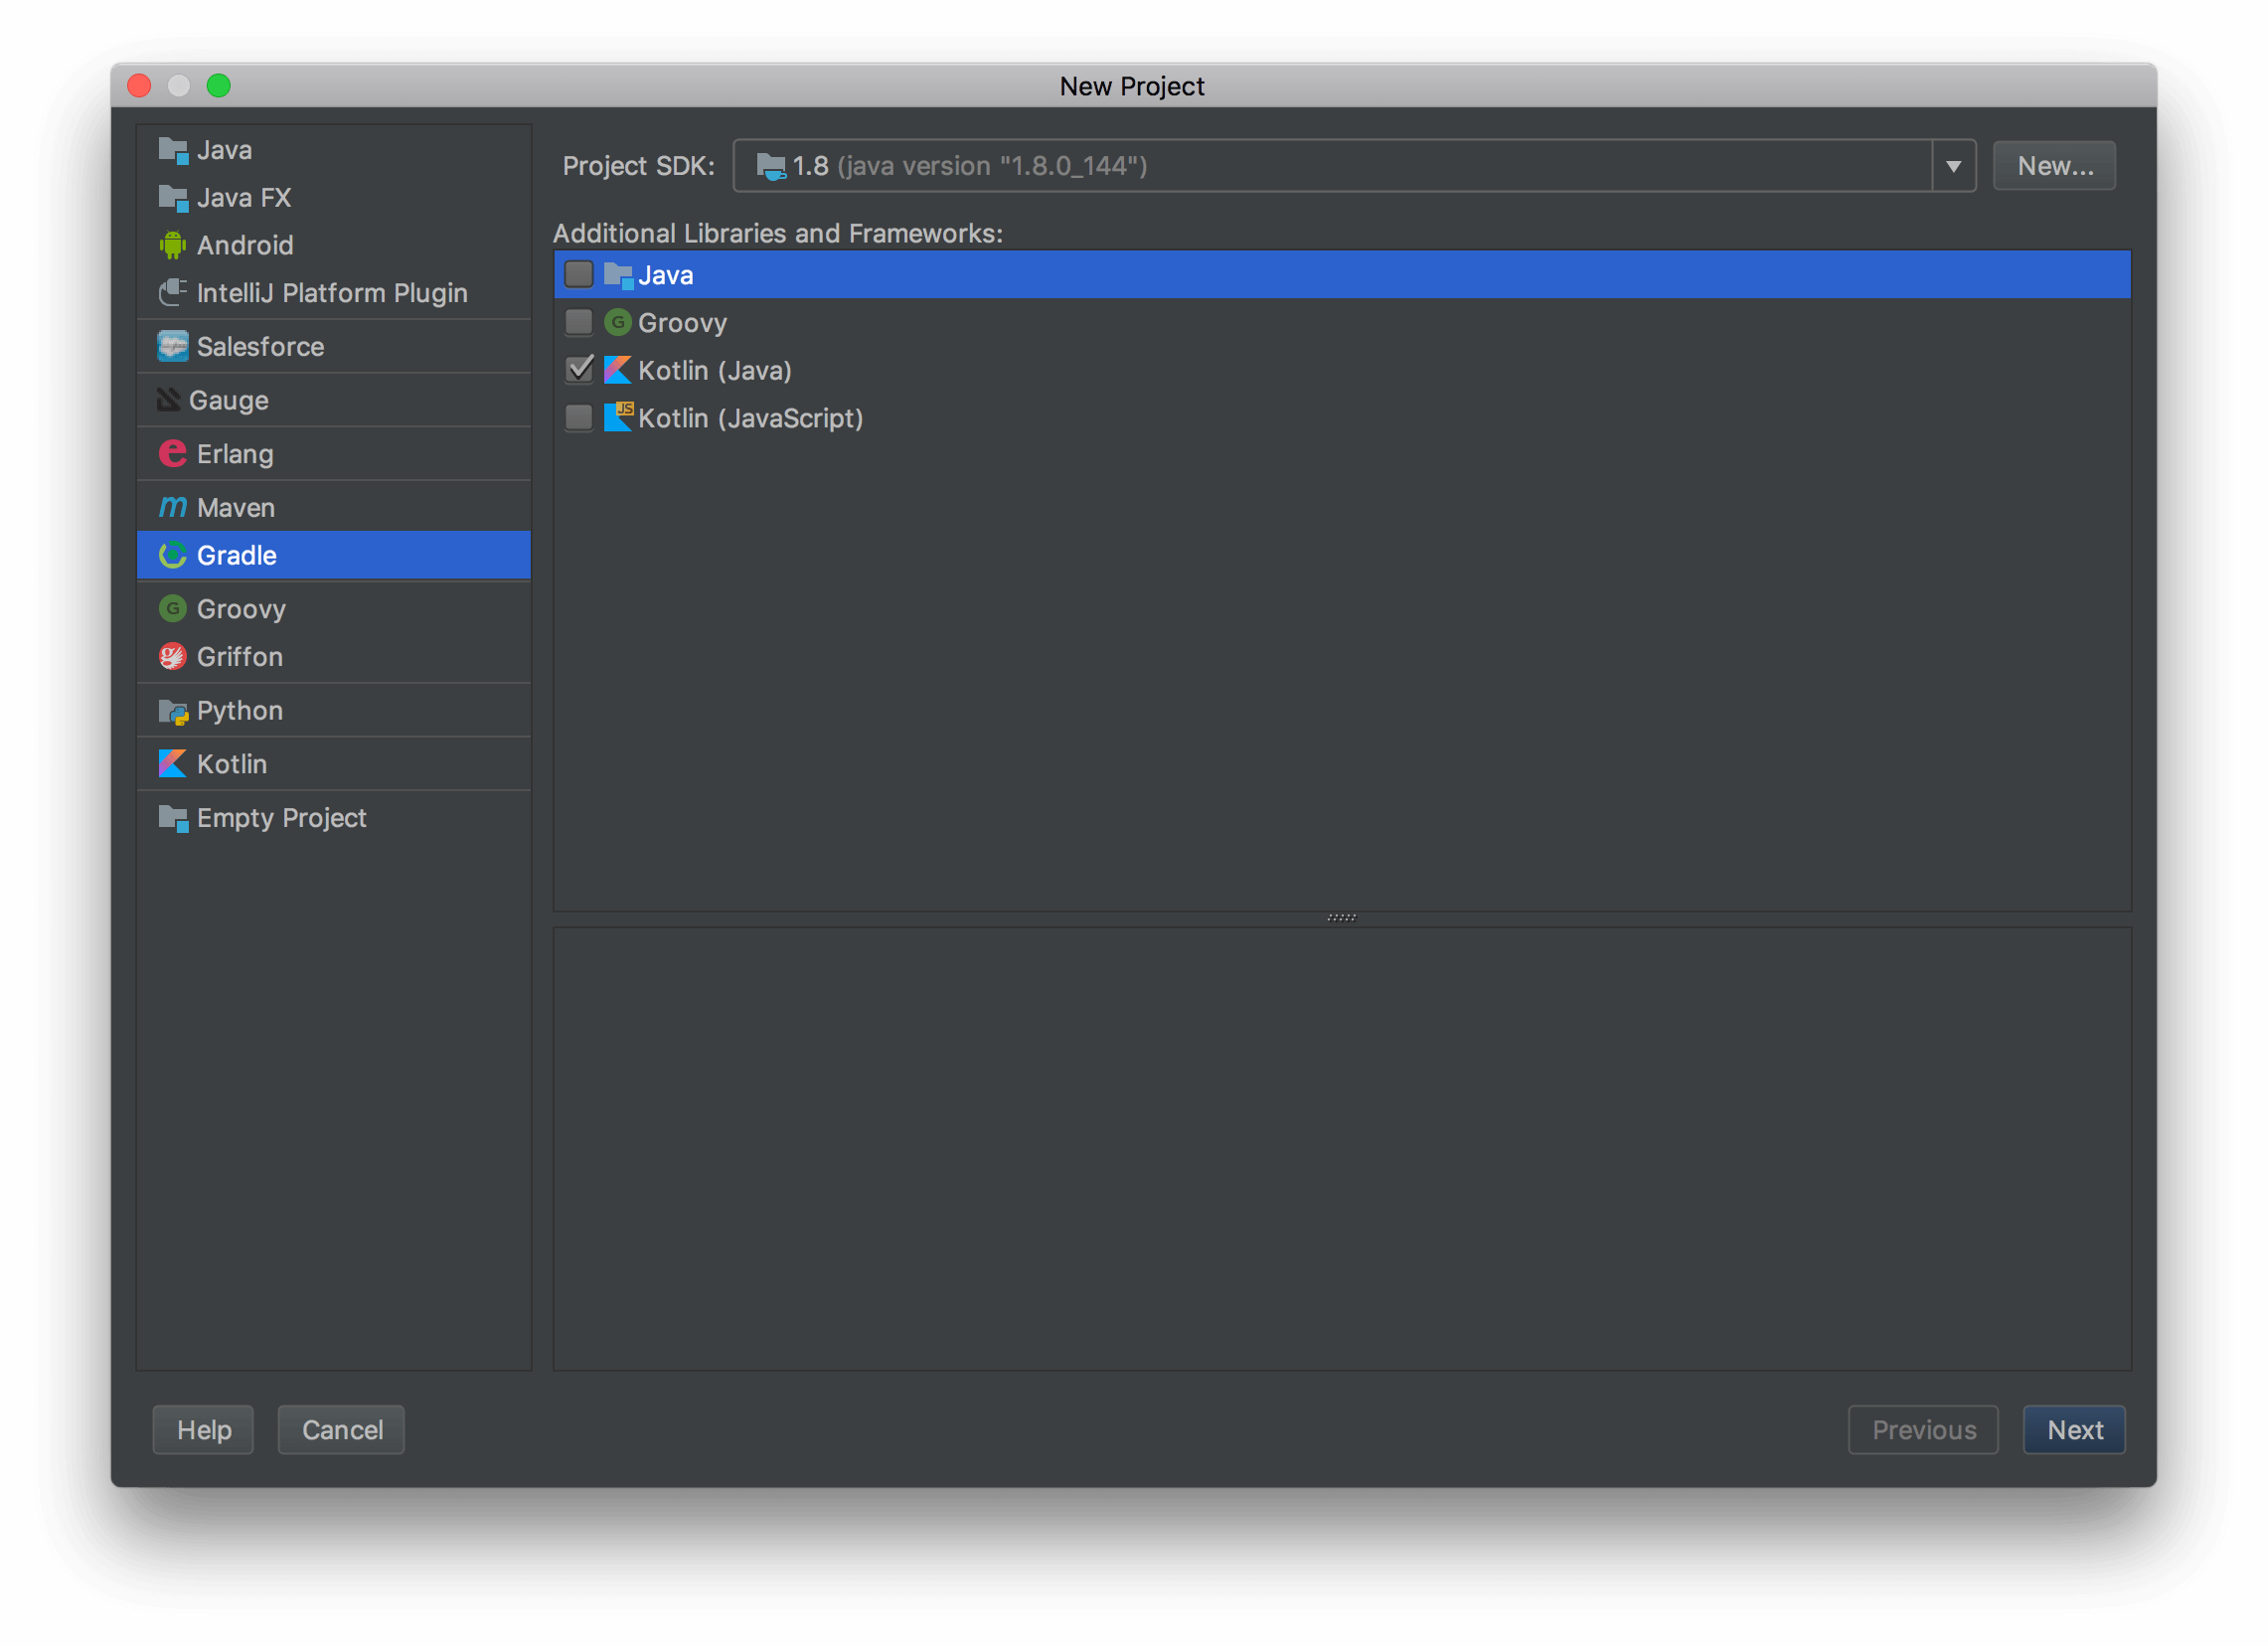 New Project
Java
Java FX
Android
IntelliJ Platform Plugin
Salesforce
Gauge
Erlang
Maven
Gradle
Groovy
Griffon
Python
Kotlin
Empty Project
Project SDK: 1.8 (java version "1.8.0_144") New...
Additional Libraries and Frameworks:
Java
Groovy
Kotlin (Java)
Kotlin (JavaScript)
Help Cancel Previous Next